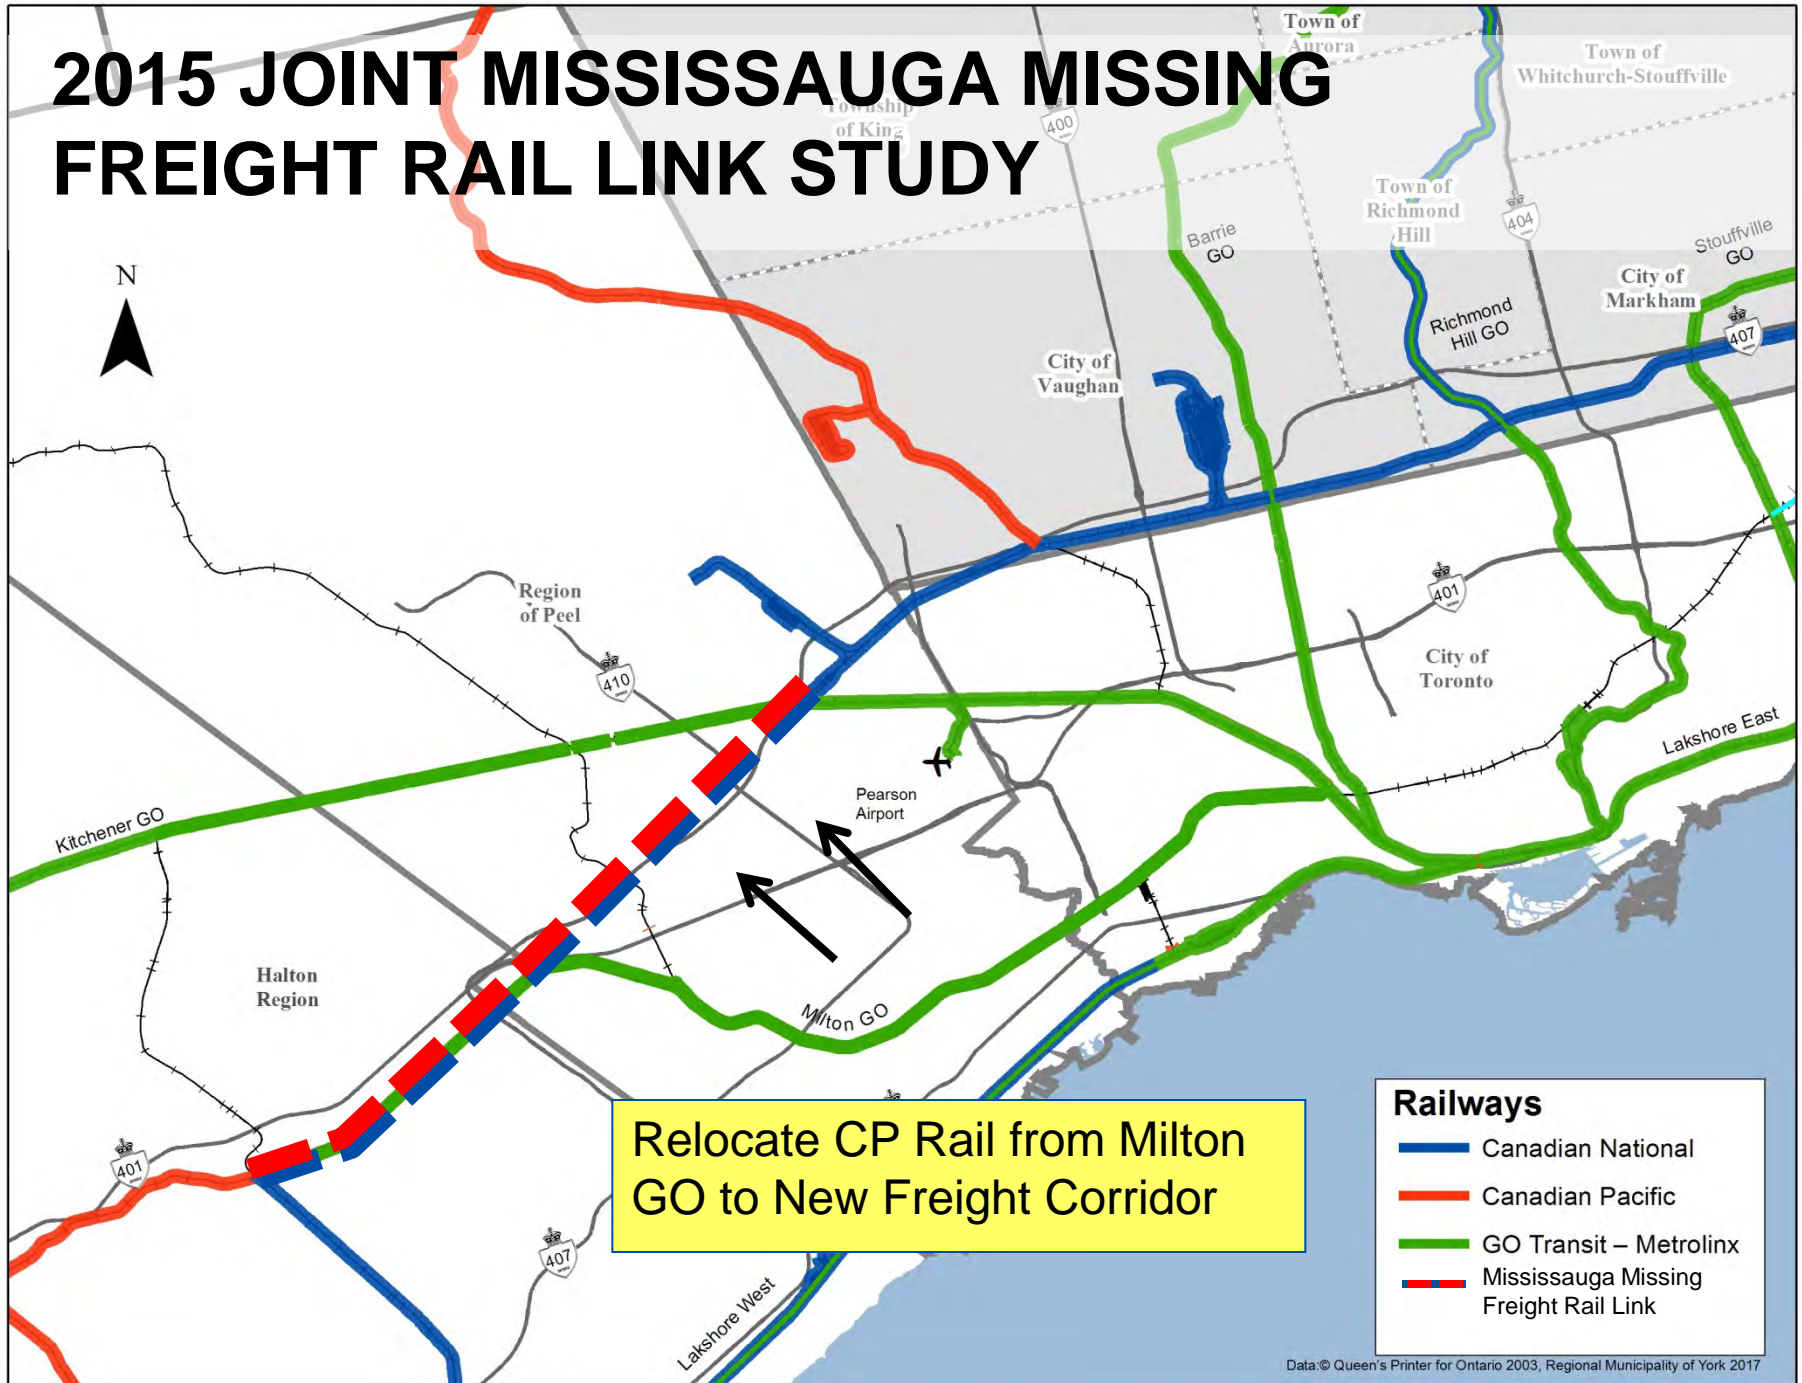 2015 JOINT MISSISSAUGA MISSING
FREIGHT RAIL LINK STUDY
Town of
Aurora
Town of
Whitchurch-Stouffville
Township
of King
400
Town of
Richmond
Hill
404
Barrie
GO
Stouffville
GO
City of
Markham
N
Richmond
Hill GO
407
City of
Vaughan
Region
of Peel
401
410
City of
Toronto
Lakshore East
Pearson
Airport
Kitchener GO
Halton
Region
Milton GO
401
Relocate CP Rail from Milton
GO to New Freight Corridor
407
Lakshore West
Railways
Canadian National
Canadian Pacific
GO Transit – Metrolinx
Mississauga Missing
Freight Rail Link
Data:© Queen's Printer for Ontario 2003, Regional Municipality of York 2017